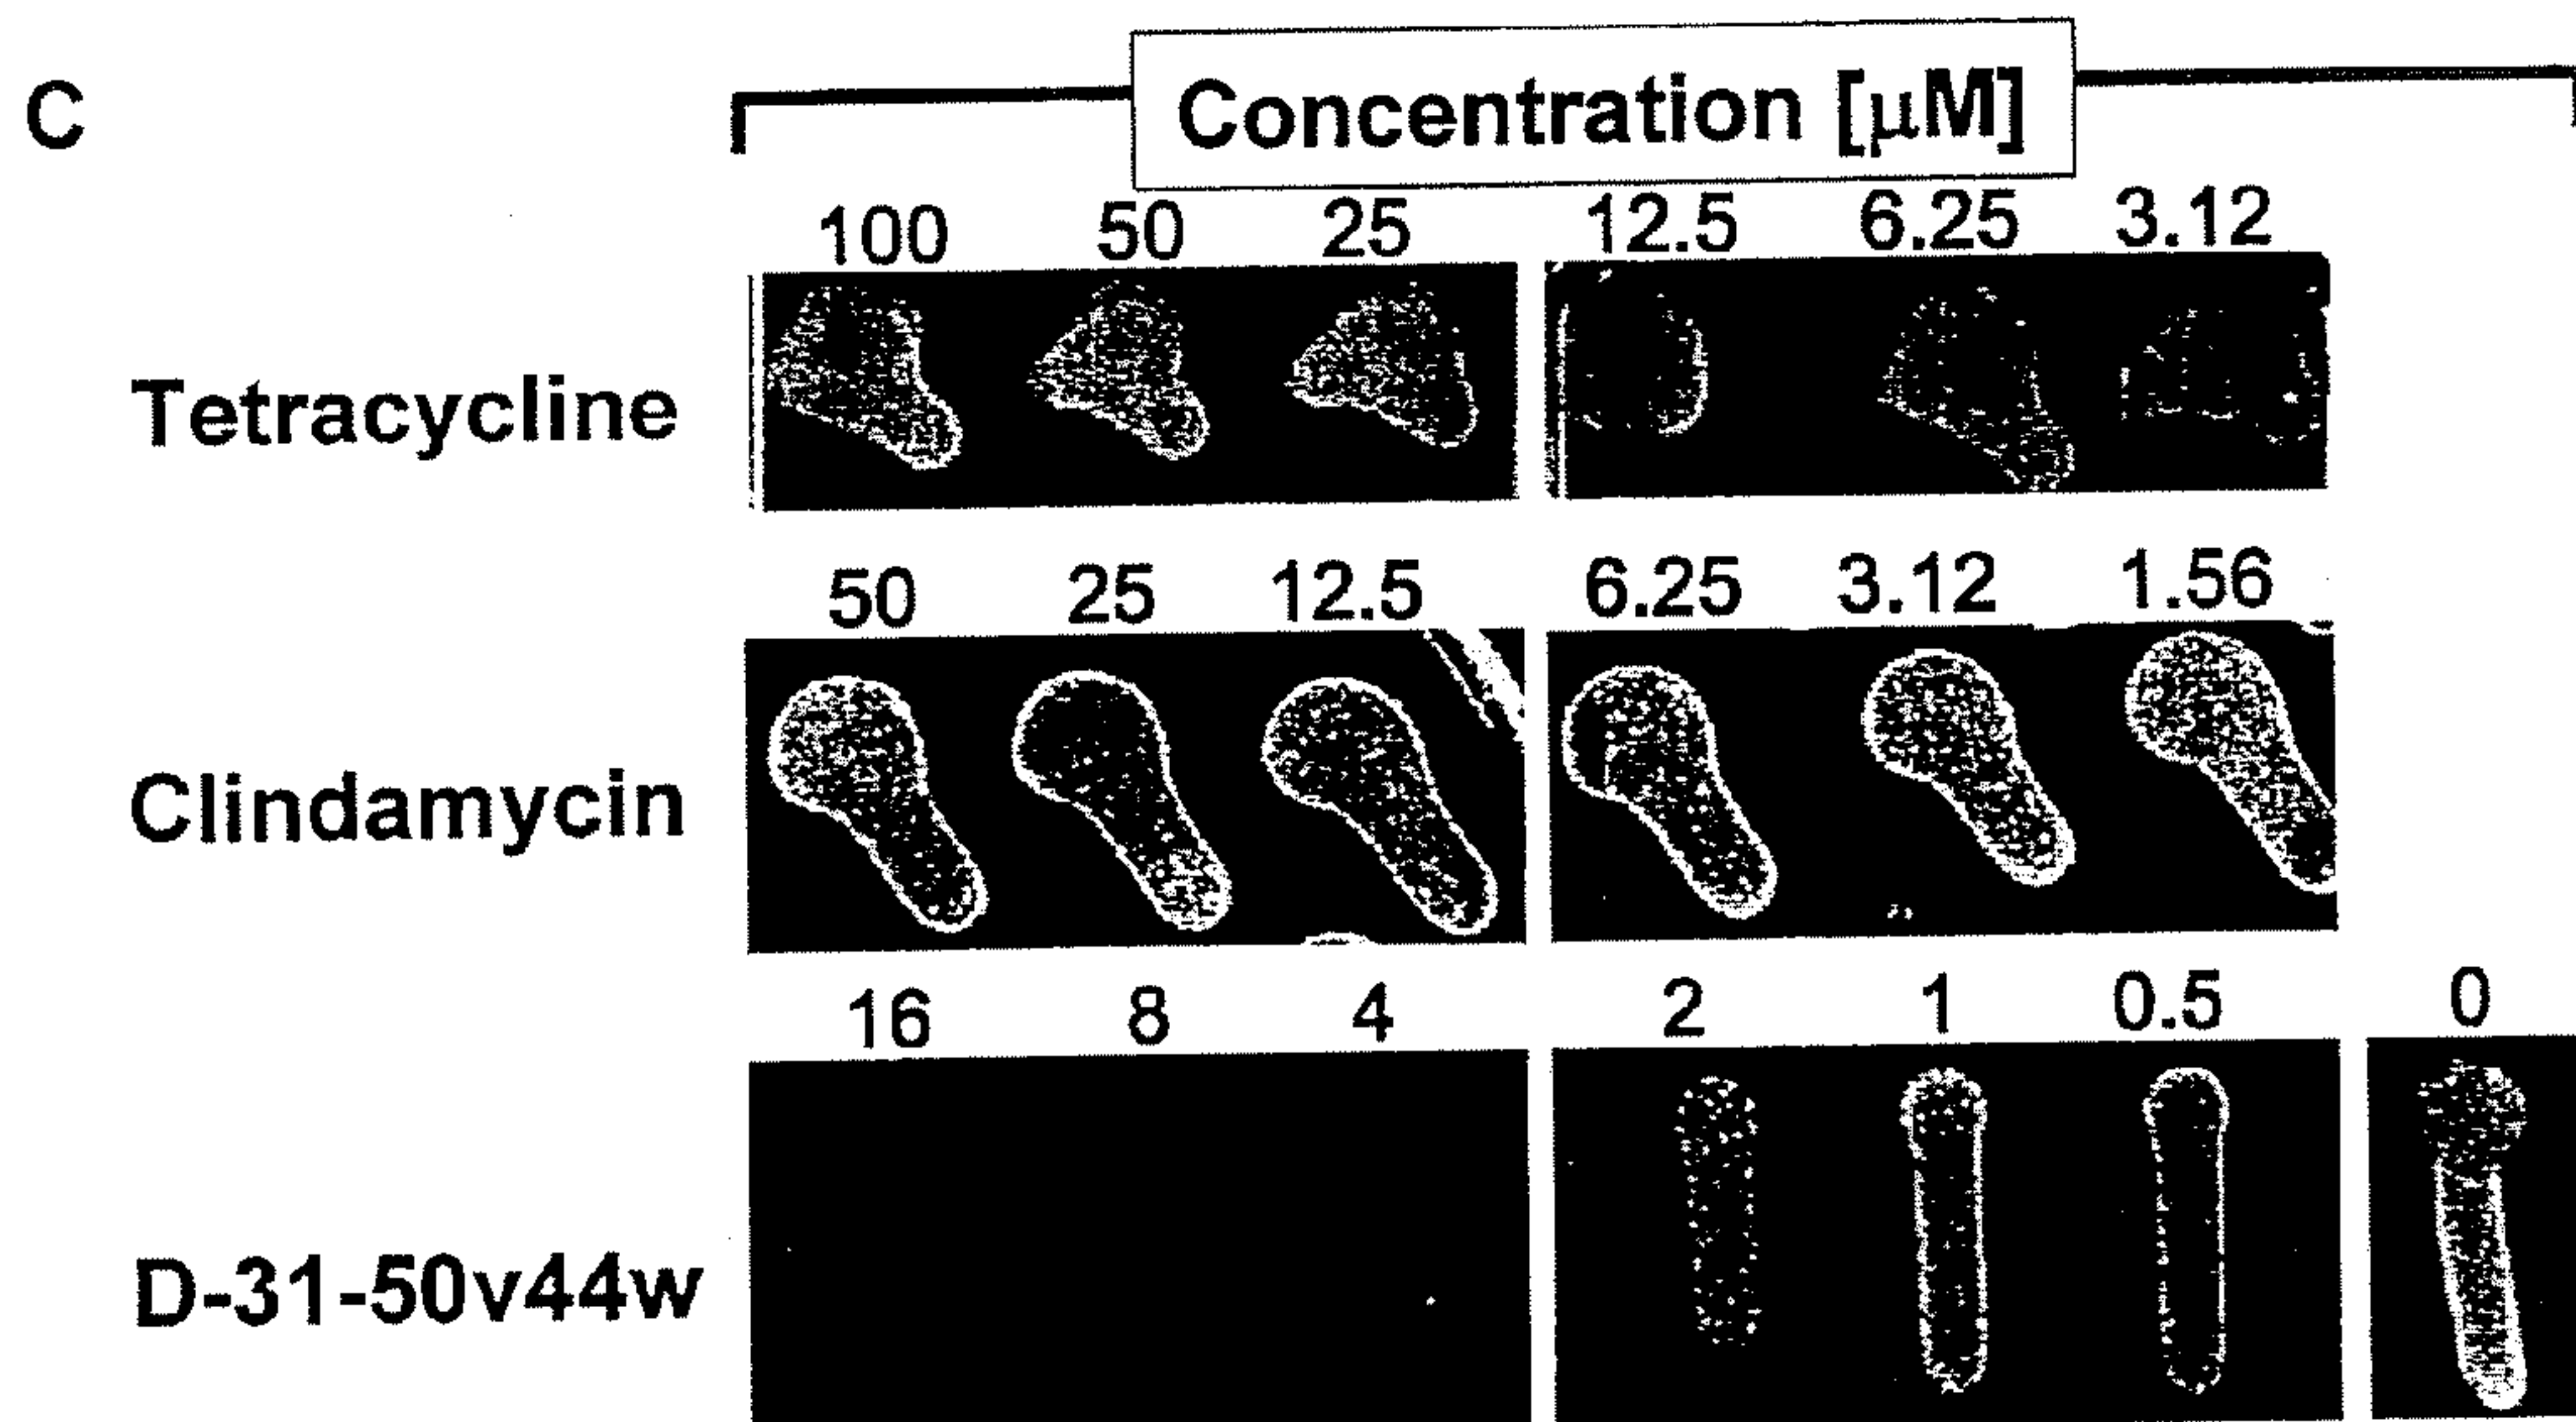 C
Concentration [μM]
100 50 25 12.5 6.25 3.12
Tetracycline
50 25 12.5 6.25 3.12 1.56
Clindamycin
16 8 4 2 1 0.5 0
D-31-50v44w